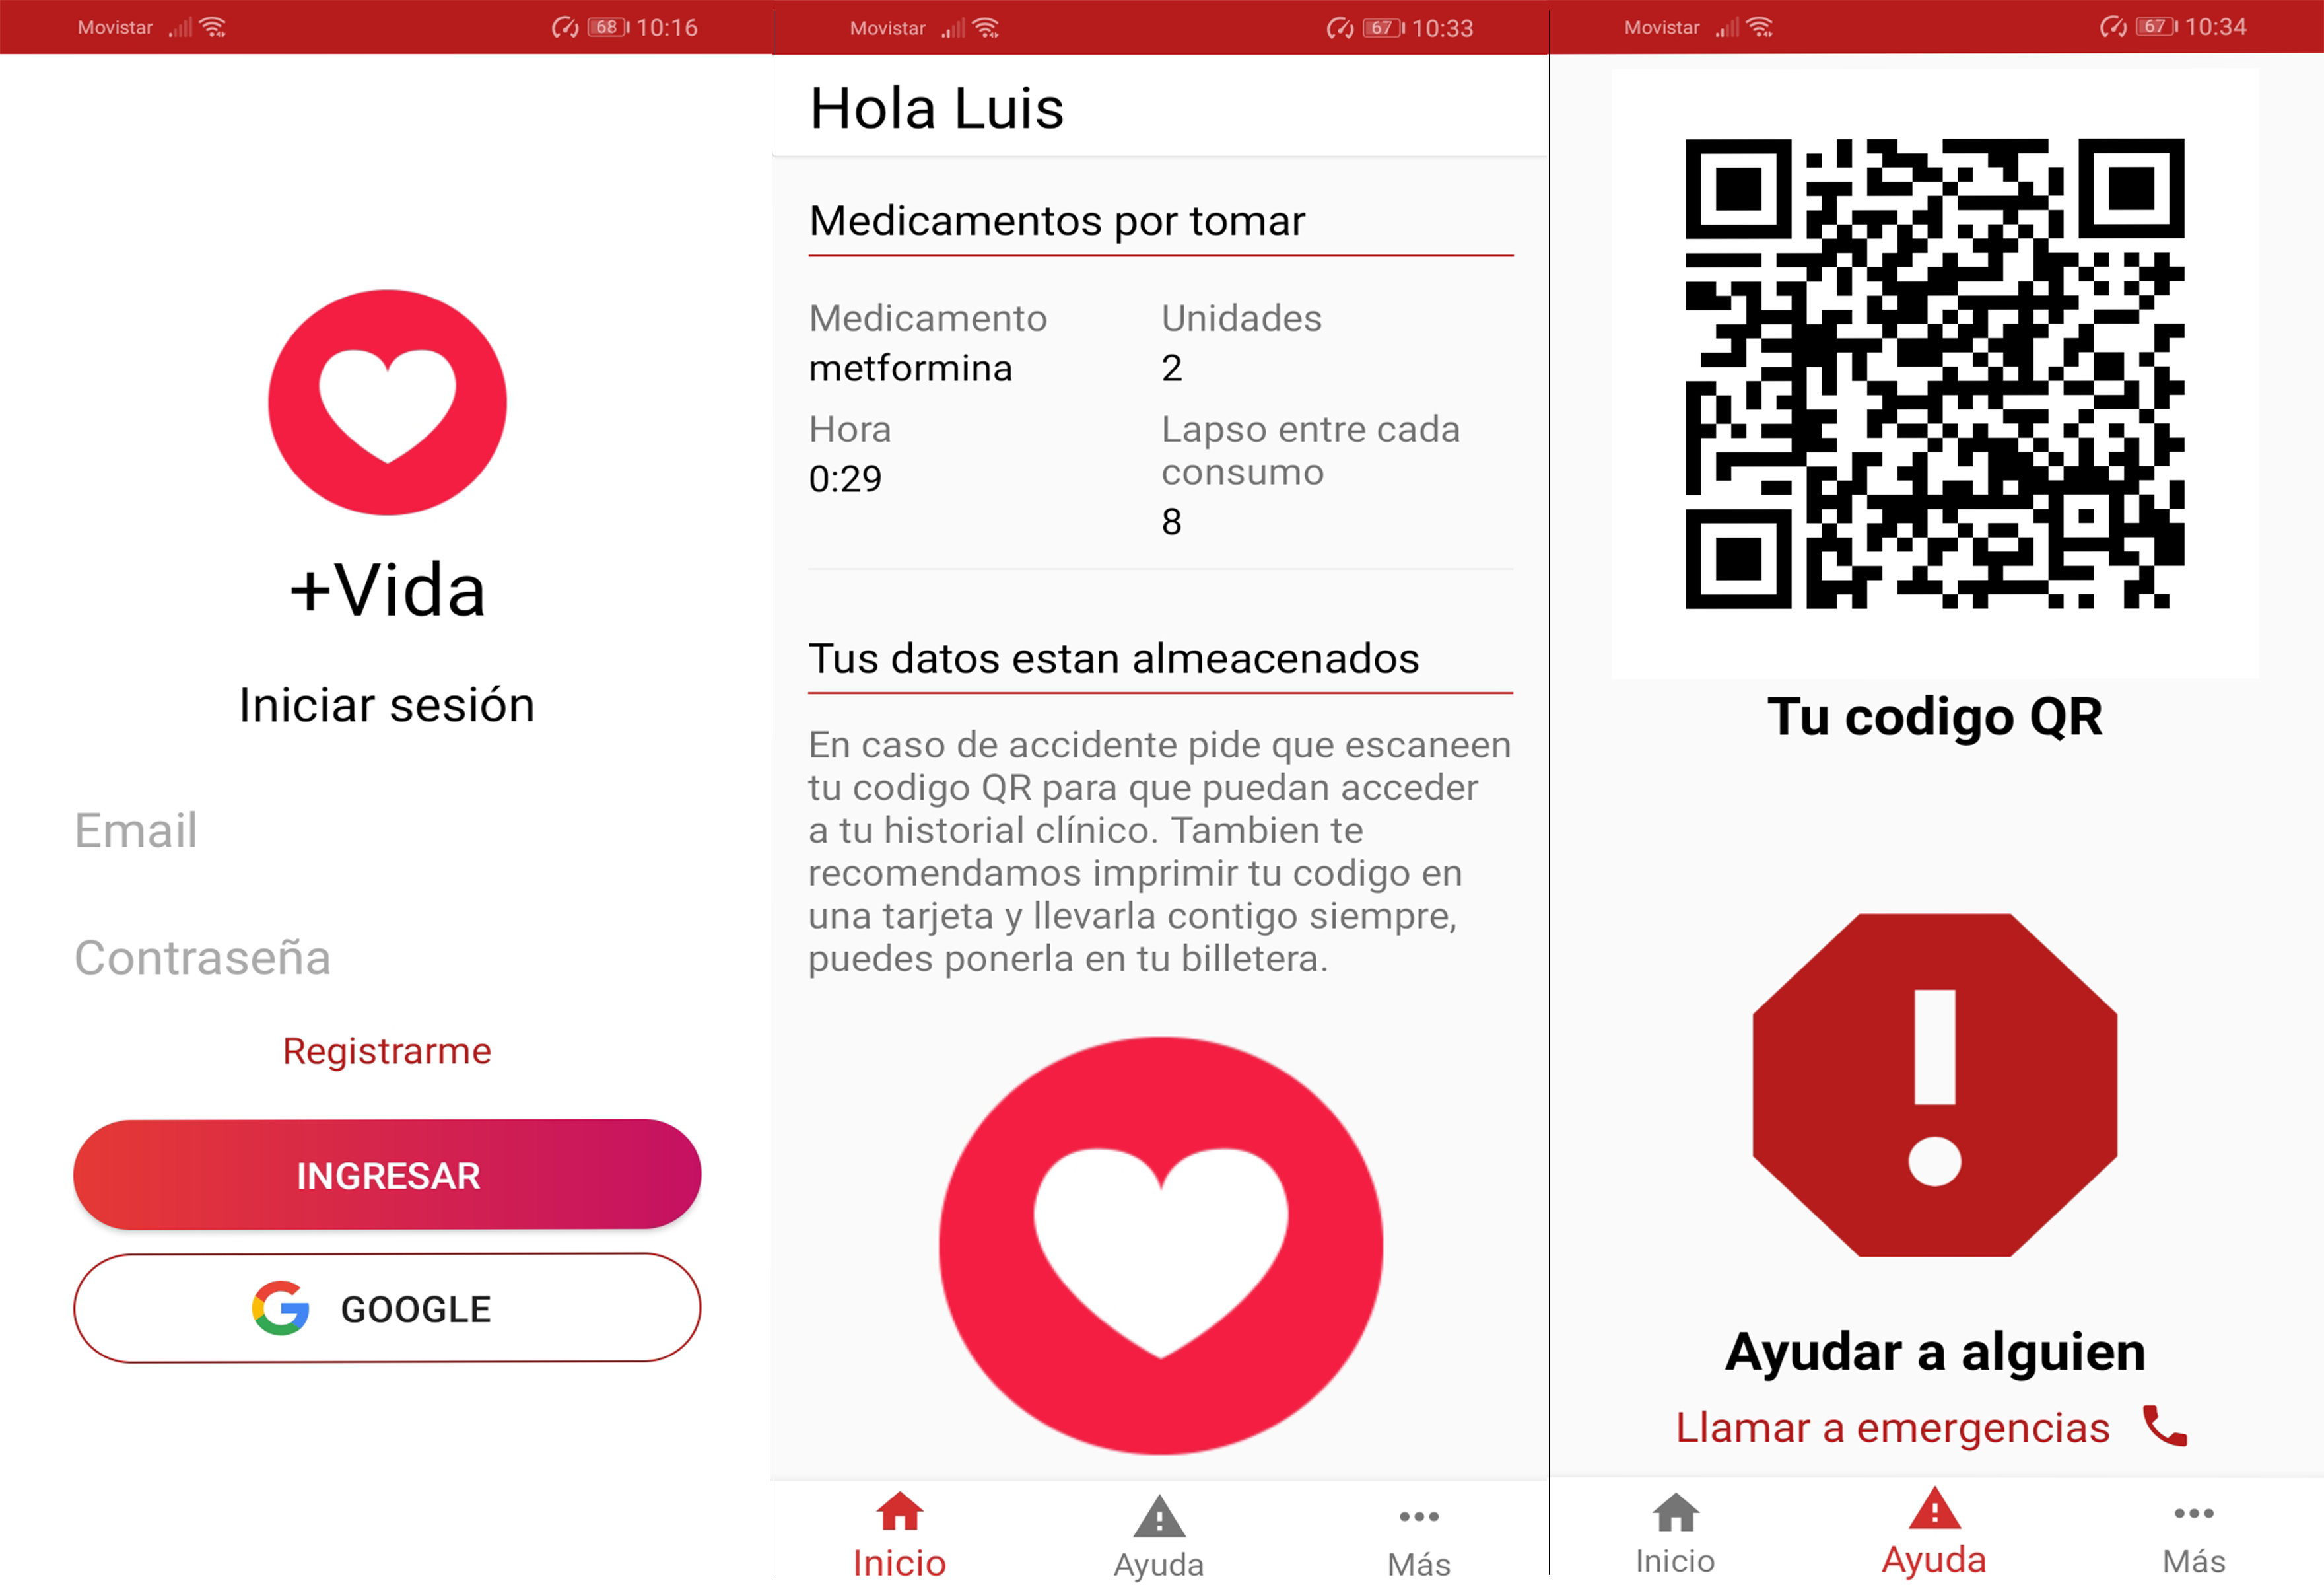 Movistar 68 10:16
+Vida
Iniciar sesión
Email
Contraseña
Registrarme
INGRESAR
GOOGLE
Movistar 67 10:33
Hola Luis
Medicamentos por tomar
Medicamento Unidades
metformina 2
Hora Lapso entre cada
consumo
0:29
8
Tus datos estan almeacenados
En caso de accidente pide que escaneen
tu codigo QR para que puedan acceder
a tu historial clínico. Tambien te
recomendamos imprimir tu codigo en
una tarjeta y llevarla contigo siempre,
puedes ponerla en tu billetera.
Inicio Ayuda Más
Movistar 67 10:34
Tu codigo QR
Ayudar a alguien
Llamar a emergencias
Inicio Ayuda Más